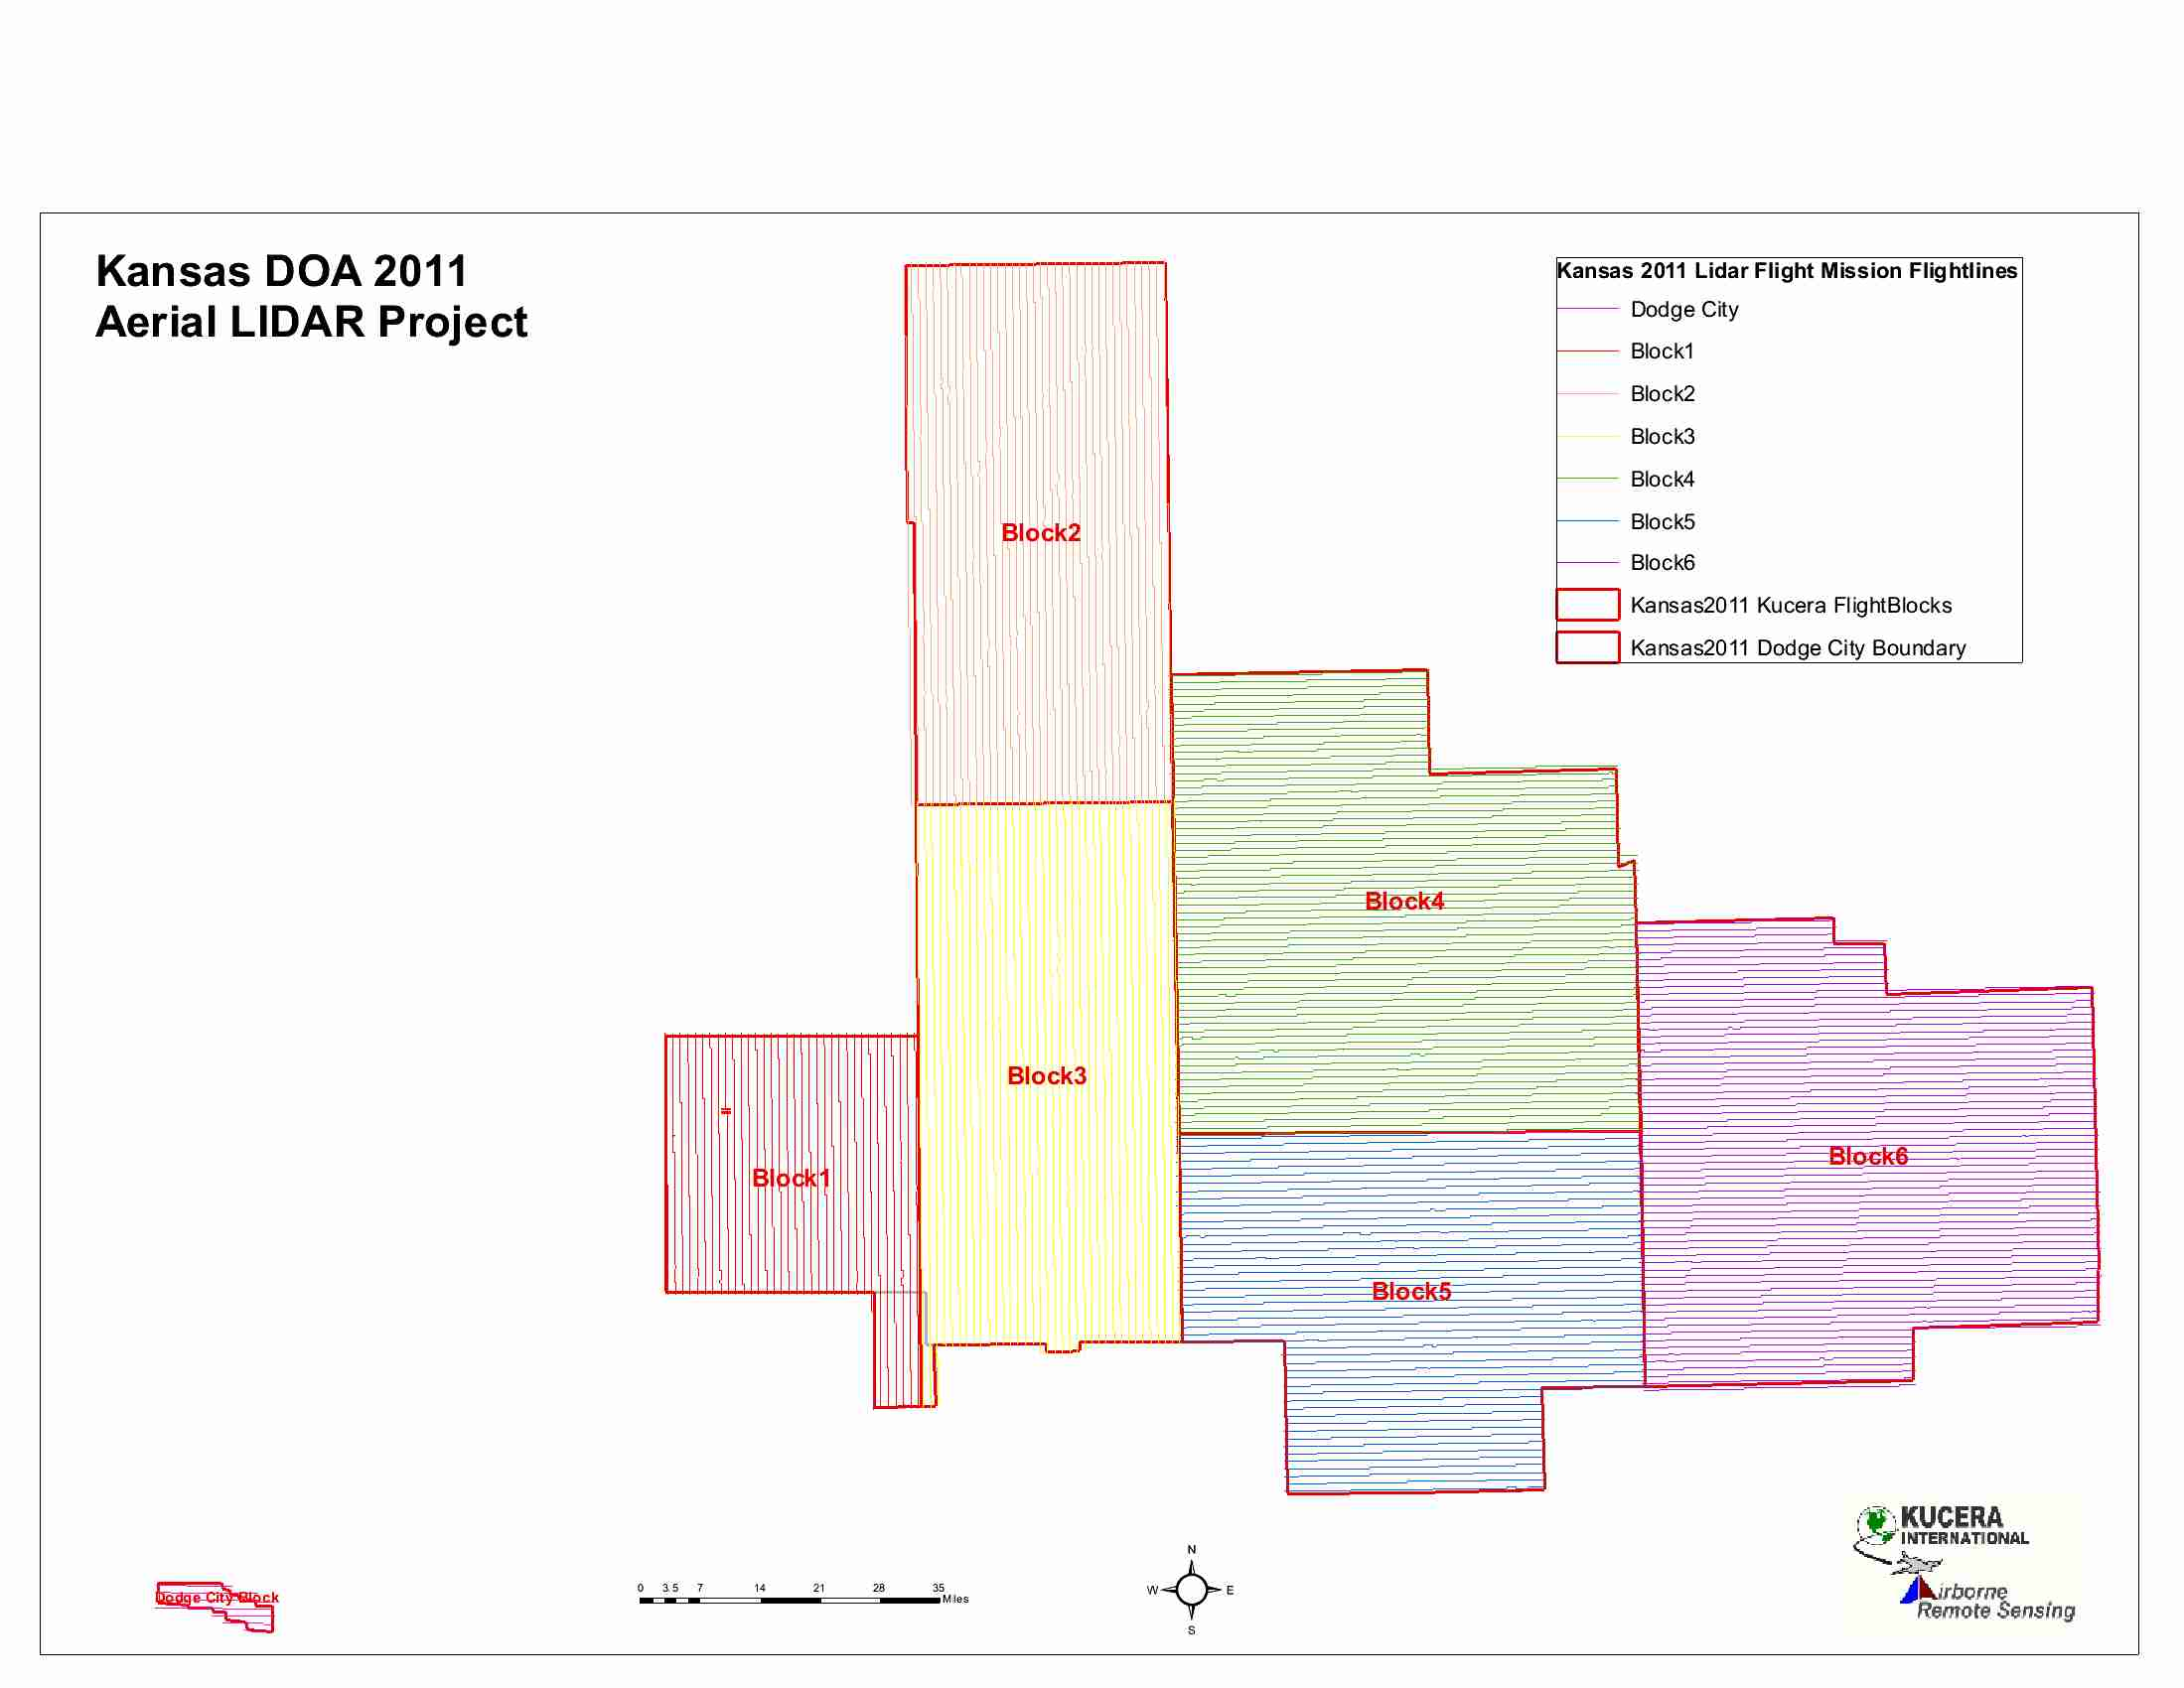 Kansas DOA 2011
Aerial LIDAR Project
Kansas 2011 Lidar Flight Mission Flightlines
Dodge City
Block1
Block2
Block3
Block4
Block5
Block6
Kansas2011 Kucera FlightBlocks
Kansas2011 Dodge City Boundary
Block2
Block4
Block3
Block6
Block1
Block5
KUCERA
INTERNATIONAL
Airborne
Remote Sensing
Dodge City Block
0 3.5 7 14 21 28 35
Miles
N
W E
S